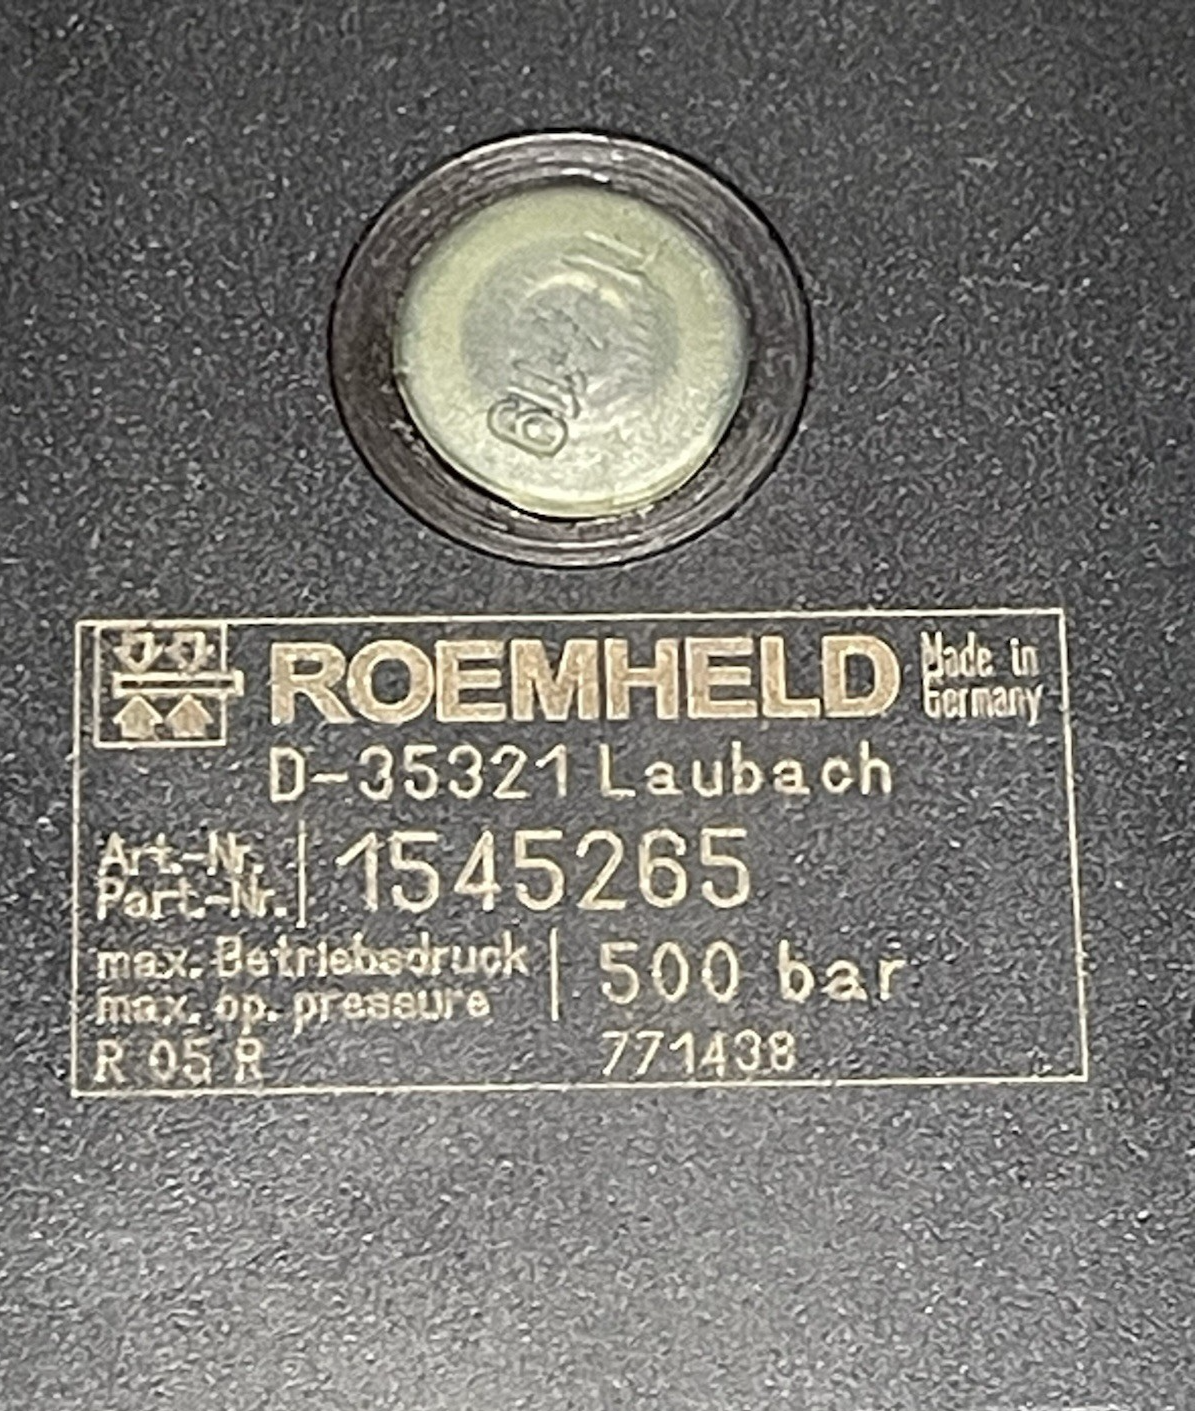 ROEMHELD
Made in
Germany
D-35321 Laubach
Art.-Nr.
Part.-Nr.
1545265
max. Betriebsdruck
max. op. pressure
500 bar
R 05 R
771438